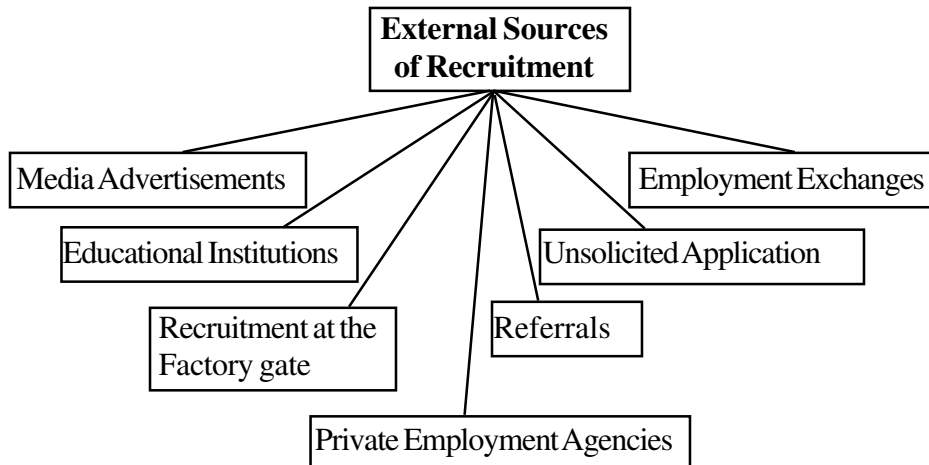 External Sources
of Recruitment
Media Advertisements
Employment Exchanges
Educational Institutions
Unsolicited Application
Recruitment at the
Factory gate
Referrals
Private Employment Agencies